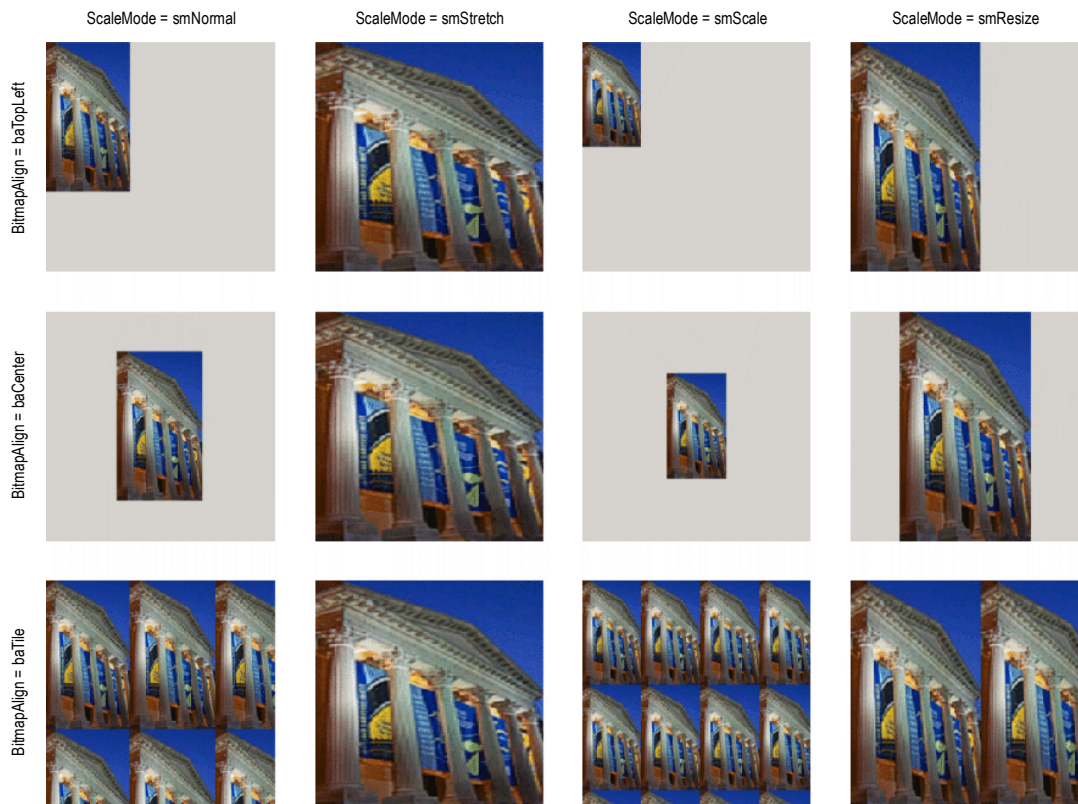 ScaleMode = smNormal
ScaleMode = smStretch
ScaleMode = smScale
ScaleMode = smResize
BitmapAlign = baTopLeft
BitmapAlign = baCenter
BitmapAlign = baTile